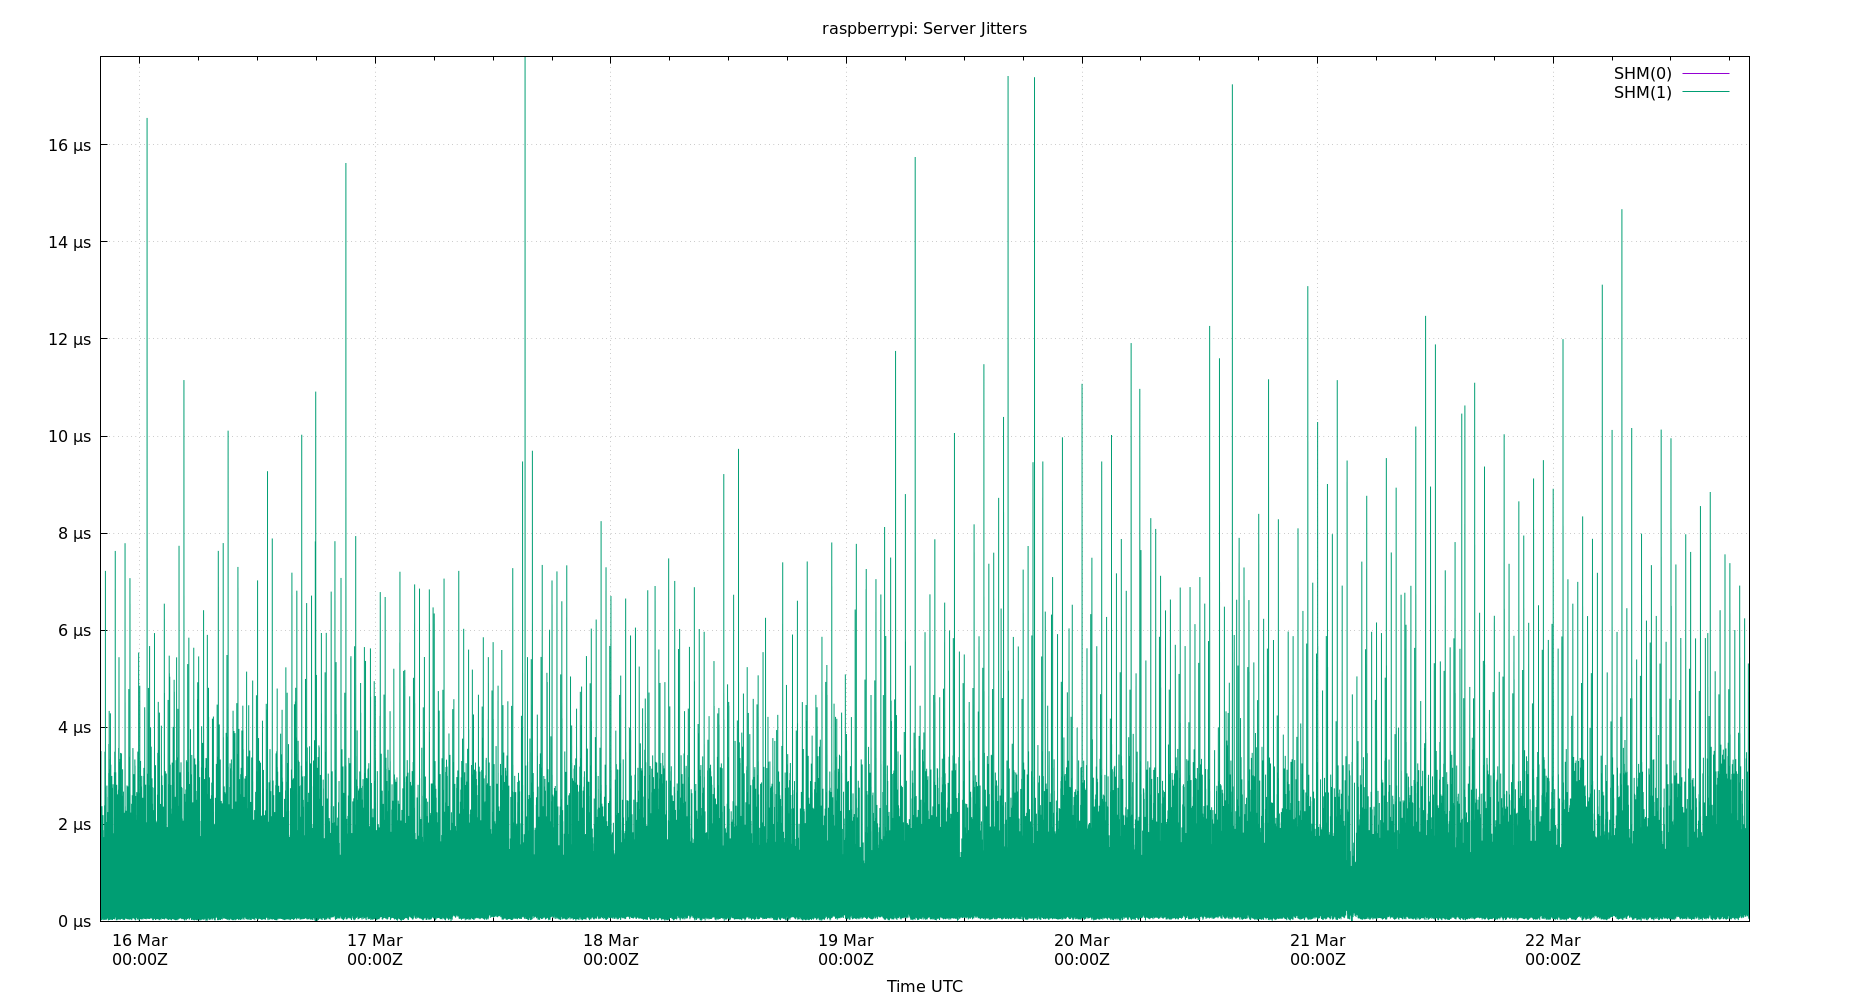 raspberrypi: Server Jitters
SHM(0)
SHM(1)
16 µs
14 µs
12 µs
10 µs
8 µs
6 µs
4 µs
2 µs
0 µs
16 Mar 17 Mar 18 Mar 19 Mar 20 Mar 21 Mar 22 Mar
00:00Z 00:00Z 00:00Z 00:00Z 00:00Z 00:00Z 00:00Z
Time UTC